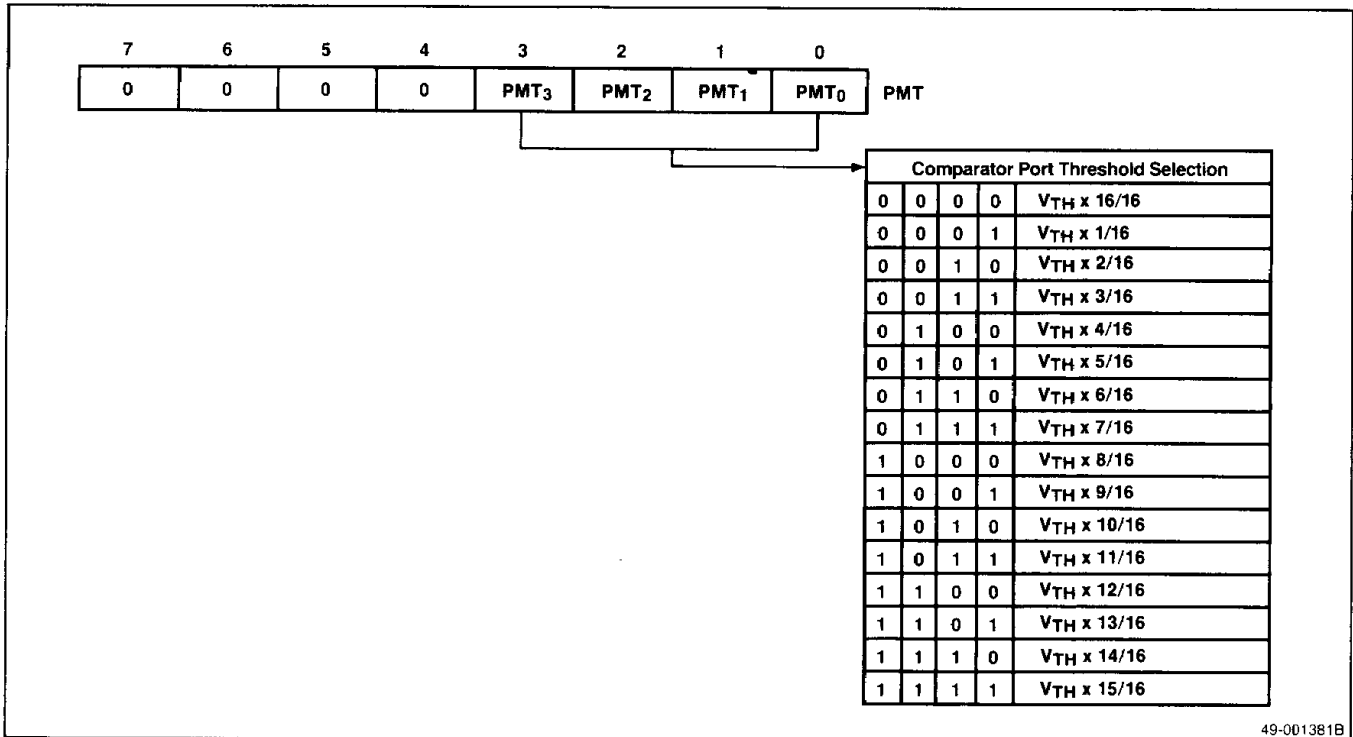 7 6 5 4 3 2 1 0
0 0 0 0 PMT3 PMT2 PMT1 PMT0 PMT
Comparator Port Threshold Selection
0 0 0 0 VTH x 16/16
0 0 0 1 VTH x 1/16
0 0 1 0 VTH x 2/16
0 0 1 1 VTH x 3/16
0 1 0 0 VTH x 4/16
0 1 0 1 VTH x 5/16
0 1 1 0 VTH x 6/16
0 1 1 1 VTH x 7/16
1 0 0 0 VTH x 8/16
1 0 0 1 VTH x 9/16
1 0 1 0 VTH x 10/16
1 0 1 1 VTH x 11/16
1 1 0 0 VTH x 12/16
1 1 0 1 VTH x 13/16
1 1 1 0 VTH x 14/16
1 1 1 1 VTH x 15/16
49-001381B